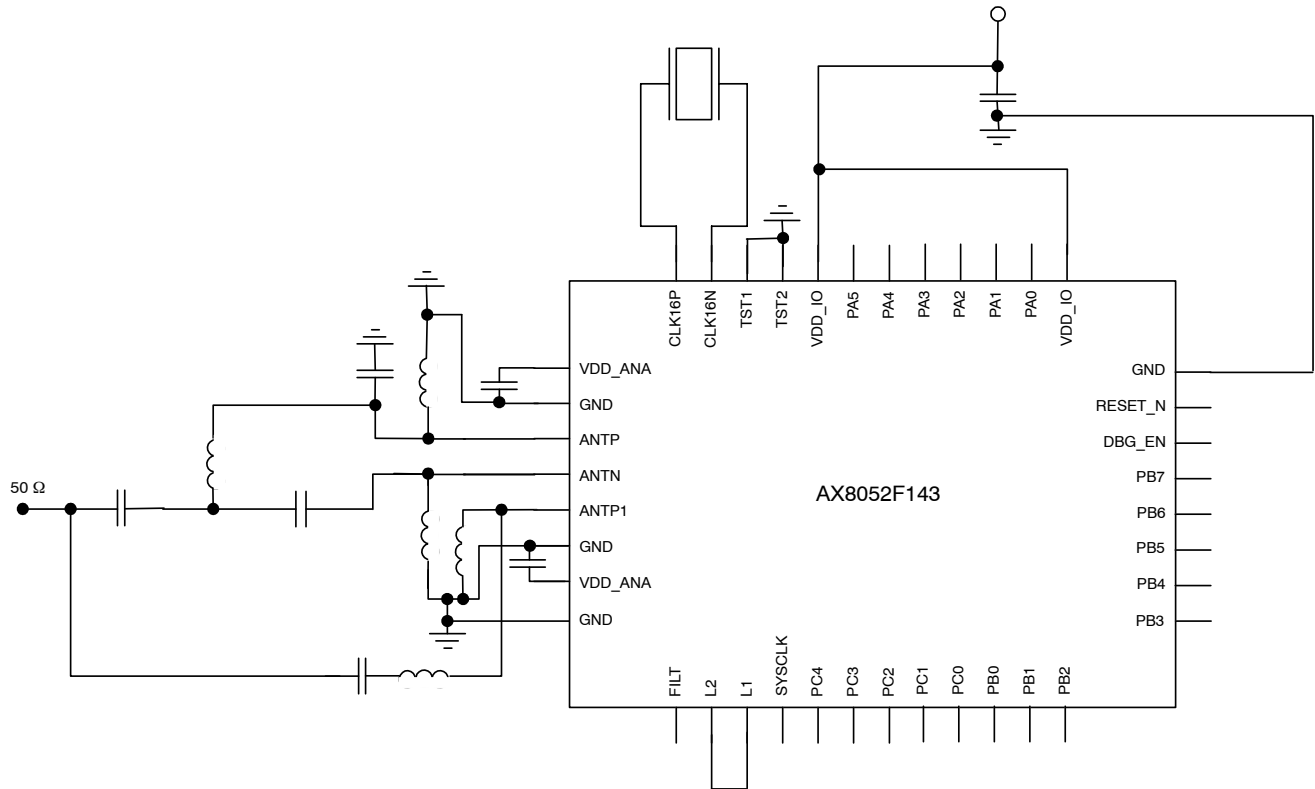 CLK16P
CLK16N
TST1
TST2
VDD_IO
PA5
PA4
PA3
PA2
PA1
PA0
VDD_IO
VDD_ANA
GND
ANTP
ANTN
ANTP1
GND
VDD_ANA
GND
50 Ω
AX8052F143
GND
RESET_N
DBG_EN
PB7
PB6
PB5
PB4
PB3
FILT
L2
L1
SYSCLK
PC4
PC3
PC2
PC1
PC0
PB0
PB1
PB2